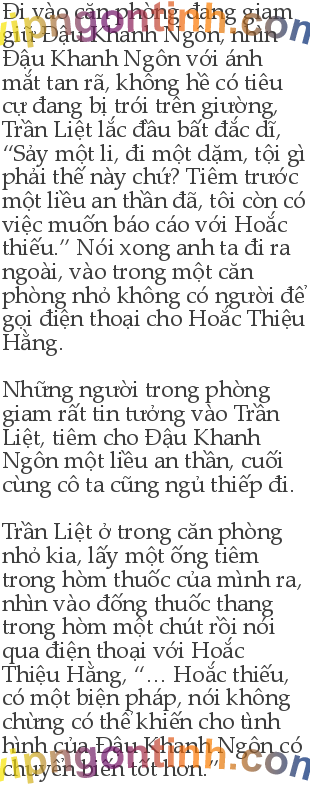 Đi vào căn phòng đang giam
giữ Đậu Khanh Ngôn, nhìn
Đậu Khanh Ngôn với ánh
mắt tan rã, không hề có tiêu
cự đang bị trói trên giường,
Trần Liệt lắc đầu bất đắc dĩ,
“Sảy một li, đi một dặm, tội gì
phải thế này chứ? Tiêm trước
một liều an thần đã, tôi còn có
việc muốn báo cáo với Hoắc
thiếu.” Nói xong anh ta đi ra
ngoài, vào trong một căn
phòng nhỏ không có người để
gọi điện thoại cho Hoắc Thiệu
Hằng.
Những người trong phòng
giam rất tin tưởng vào Trần
Liệt, tiêm cho Đậu Khanh
Ngôn một liều an thần, cuối
cùng cô ta cũng ngủ thiếp đi.
Trần Liệt ở trong căn phòng
nhỏ kia, lấy một ống tiêm
trong hòm thuốc của mình ra,
nhìn vào đống thuốc thang
trong hòm một chút rồi nói
qua điện thoại với Hoắc
Thiệu Hằng, “… Hoắc thiếu,
có một biện pháp, nói không
chừng có thể khiến cho tình
hình của Đậu Khanh Ngôn có
chuyển biến tốt hơn.”
vipngontinh.com
vipngontinh.com